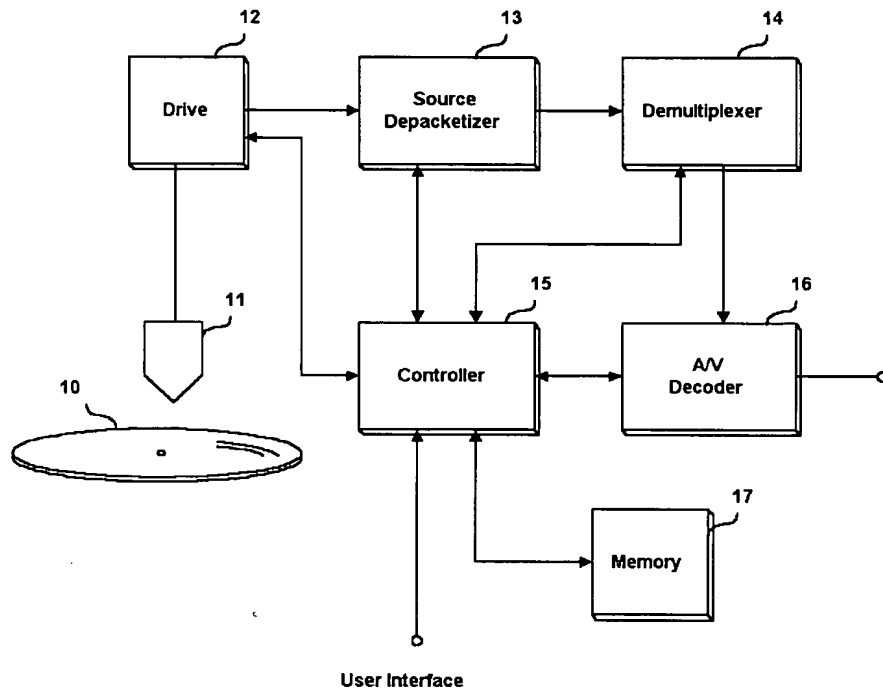 12
13
14
Drive
Source
Depacketizer
Demultiplexer
11
15
16
10
Controller
A/V
Decoder
17
Memory
User Interface